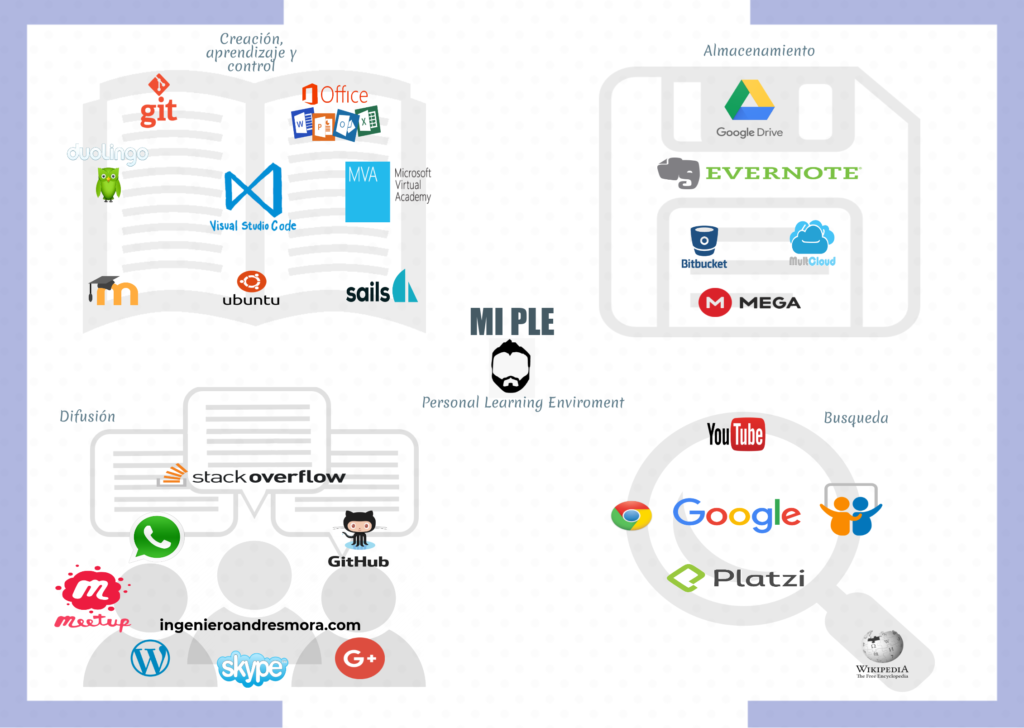 Creación,
aprendizaje y
control
git
Office
W P O X
duolingo
Visual Studio Code
MVA
Microsoft
Virtual
Academy
m
ubuntu
sails
Almacenamiento
Google Drive
EVERNOTE
Bitbucket
MultCloud
M MEGA
MI PLE
Personal Learning Enviroment
Difusión
stackoverflow
GitHub
m
Meetup
ingenieroandresmora.com
W
skype
G+
Busqueda
YouTube
Google
Platzi
WIKIPEDIA
The Free Encyclopedia